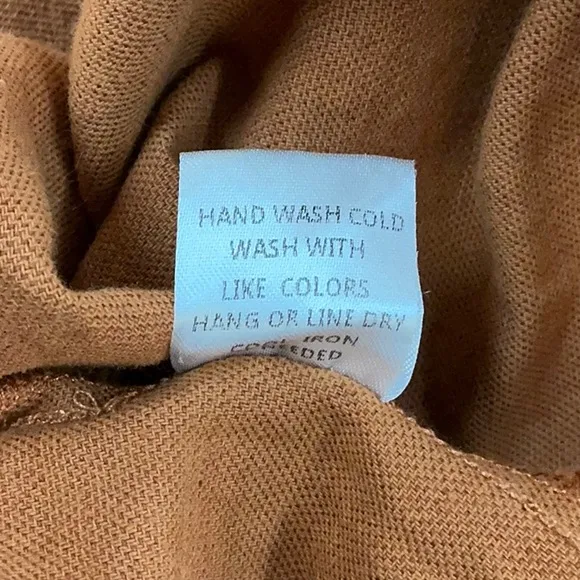 HAND WASH COLD
WASH WITH
LIKE COLORS
HANG OR LINE DRY
IRON